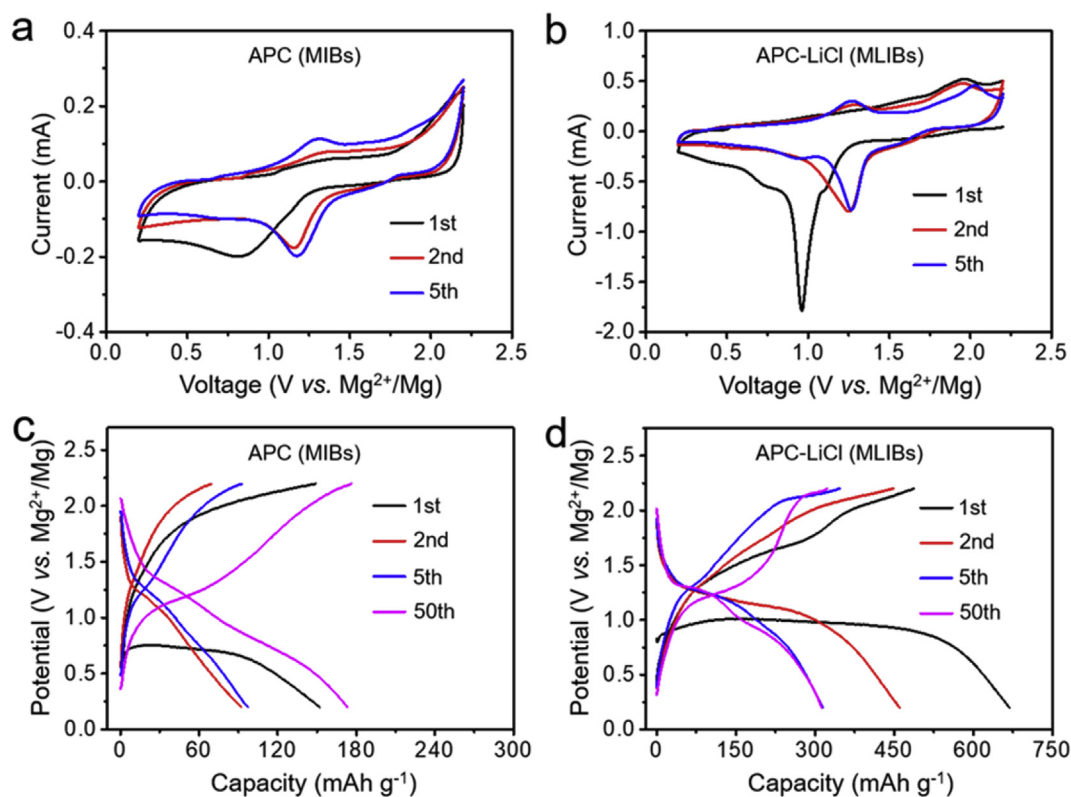 a
APC (MIBs)
0.4
0.2
0.0
-0.2
-0.4
Current (mA)
1st
2nd
5th
0.0 0.5 1.0 1.5 2.0 2.5
Voltage (V vs. Mg²⁺/Mg)
b
APC-LiCl (MLIBs)
1.0
0.5
0.0
-0.5
-1.0
-1.5
-2.0
Current (mA)
1st
2nd
5th
0.0 0.5 1.0 1.5 2.0 2.5
Voltage (V vs. Mg²⁺/Mg)
c
APC (MIBs)
2.5
2.0
1.5
1.0
0.5
0.0
Potential (V vs. Mg²⁺/Mg)
1st
2nd
5th
50th
0 60 120 180 240 300
Capacity (mAh g⁻¹)
d
APC-LiCl (MLIBs)
2.5
2.0
1.5
1.0
0.5
0.0
Potential (V vs. Mg²⁺/Mg)
1st
2nd
5th
50th
0 150 300 450 600 750
Capacity (mAh g⁻¹)